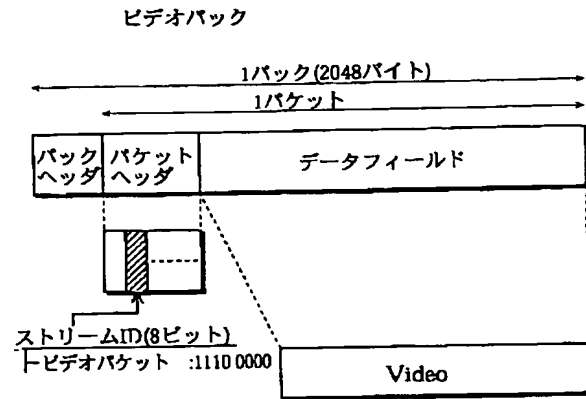 ビデオパック
1パック(2048バイト)
1パケット
パック
ヘッダ
パケット
ヘッダ
データフィールド
ストリームID(8ビット)
ビデオパケット :1110 0000
Video